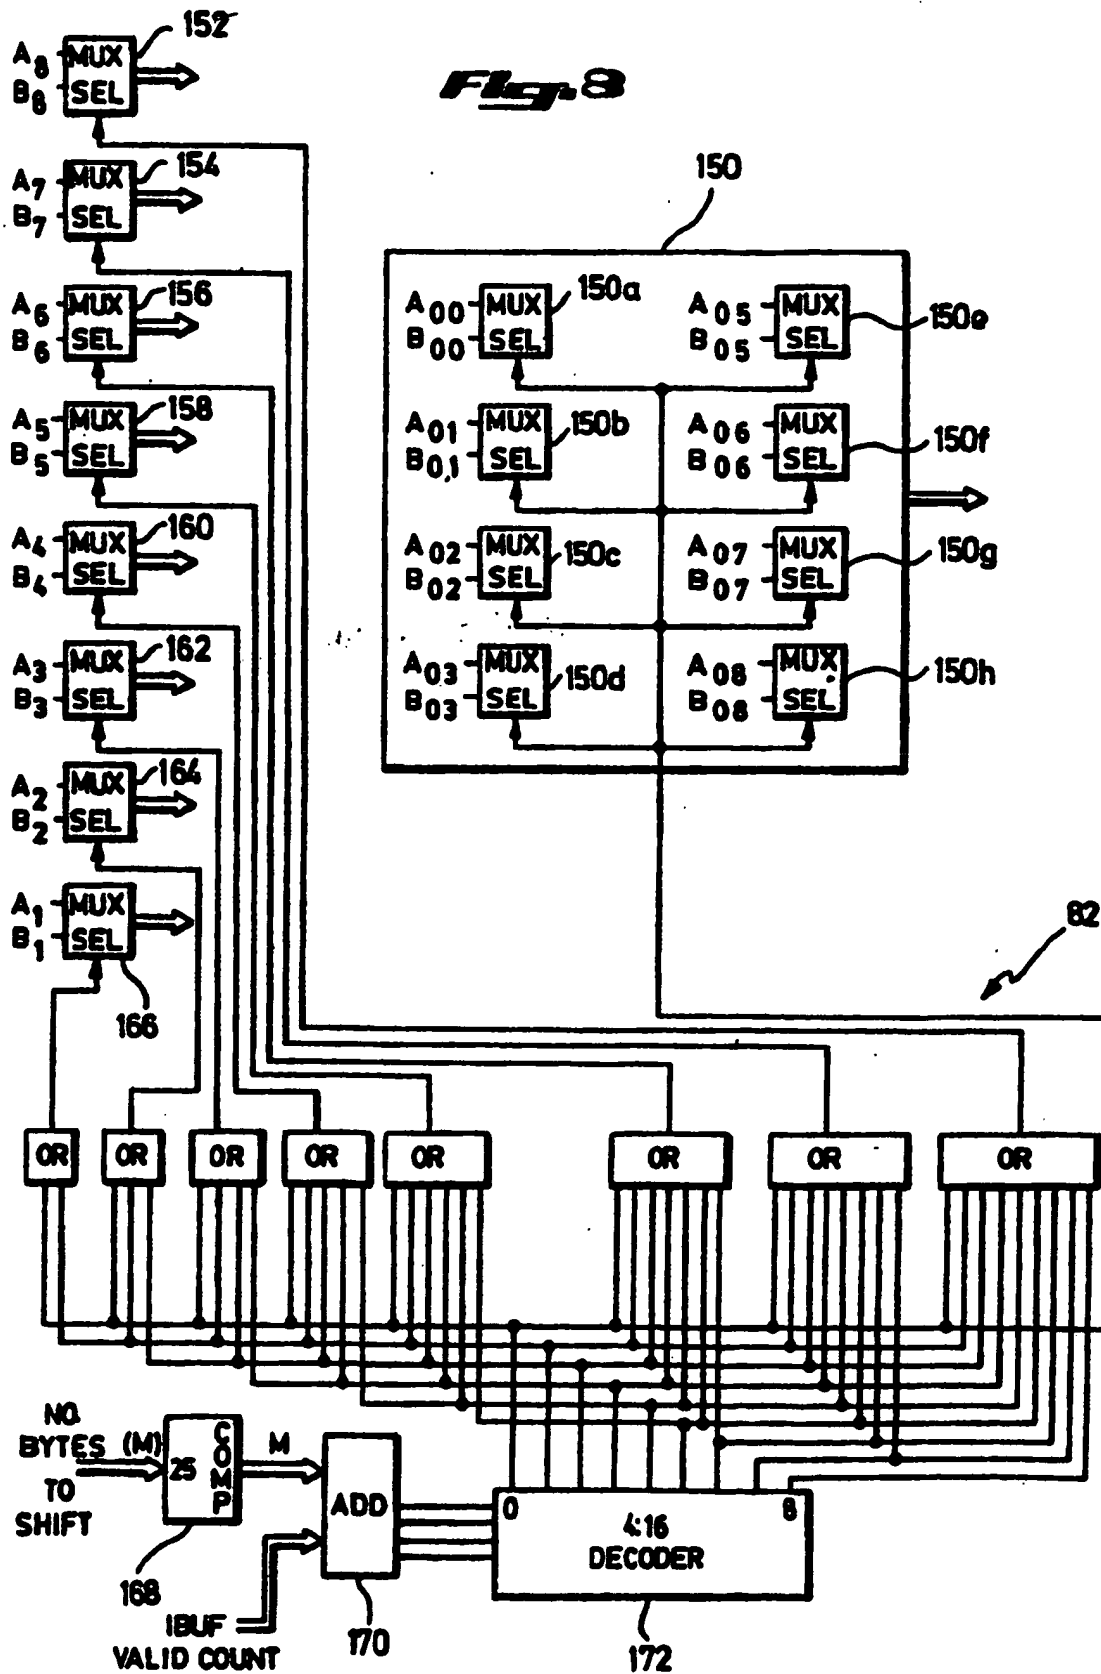 Fig. 8
A8 MUX 152
B8 SEL
A7 MUX 154
B7 SEL
A6 MUX 156
B6 SEL
A5 MUX 158
B5 SEL
A4 MUX 160
B4 SEL
A3 MUX 162
B3 SEL
A2 MUX 164
B2 SEL
A1 MUX
B1 SEL
166
150
A00 MUX 150a
B00 SEL
A05 MUX 150e
B05 SEL
A01 MUX 150b
B01 SEL
A06 MUX 150f
B06 SEL
A02 MUX 150c
B02 SEL
A07 MUX 150g
B07 SEL
A03 MUX 150d
B03 SEL
A08 MUX 150h
B08 SEL
82
OR OR OR OR OR OR OR OR
NO.
BYTES (M)
TO
SHIFT
25 COMP
168
M
ADD
170
IBUF
VALID COUNT
0 8
4:16
DECODER
172